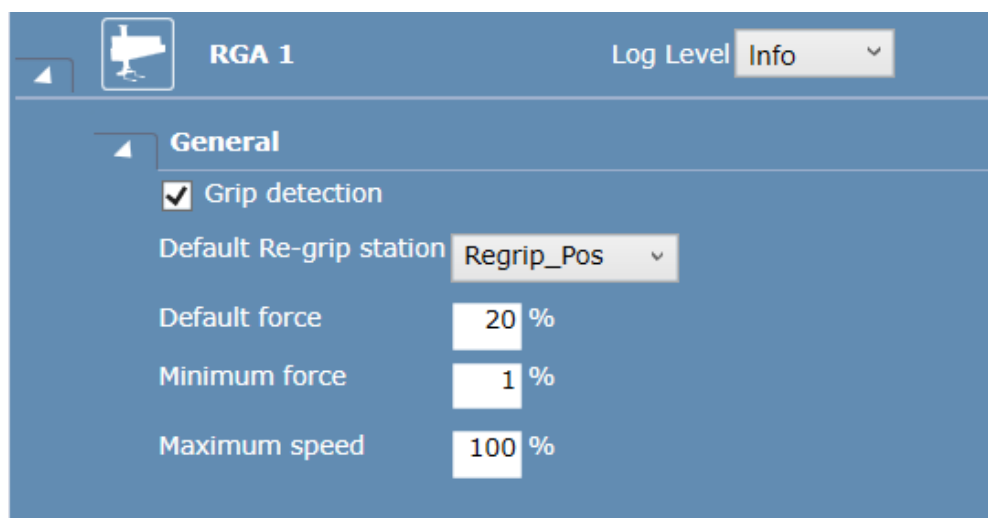 RGA 1 Log Level Info
General
Grip detection
Default Re-grip station Regrip_Pos
Default force 20 %
Minimum force 1 %
Maximum speed 100 %